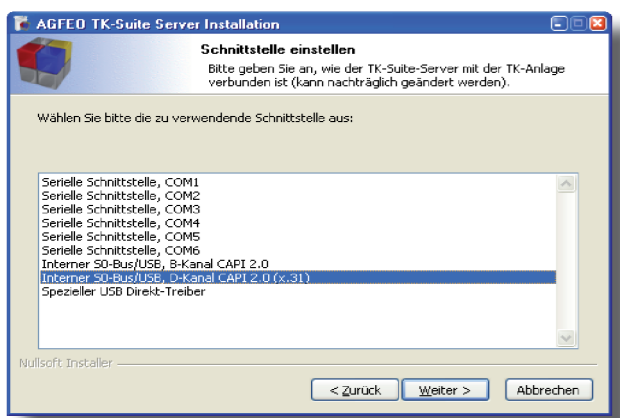 AGFEO TK-Suite Server Installation
Schnittstelle einstellen
Bitte geben Sie an, wie der TK-Suite-Server mit der TK-Anlage
verbunden ist (kann nachträglich geändert werden).
Wählen Sie bitte die zu verwendende Schnittstelle aus:
Serielle Schnittstelle, COM1
Serielle Schnittstelle, COM2
Serielle Schnittstelle, COM3
Serielle Schnittstelle, COM4
Serielle Schnittstelle, COM5
Serielle Schnittstelle, COM6
Interner S0-Bus/USB, B-Kanal CAPI 2.0
Interner S0-Bus/USB, D-Kanal CAPI 2.0 (x.31)
Spezieller USB Direkt-Treiber
Nullsoft Installer
< Zurück Weiter > Abbrechen